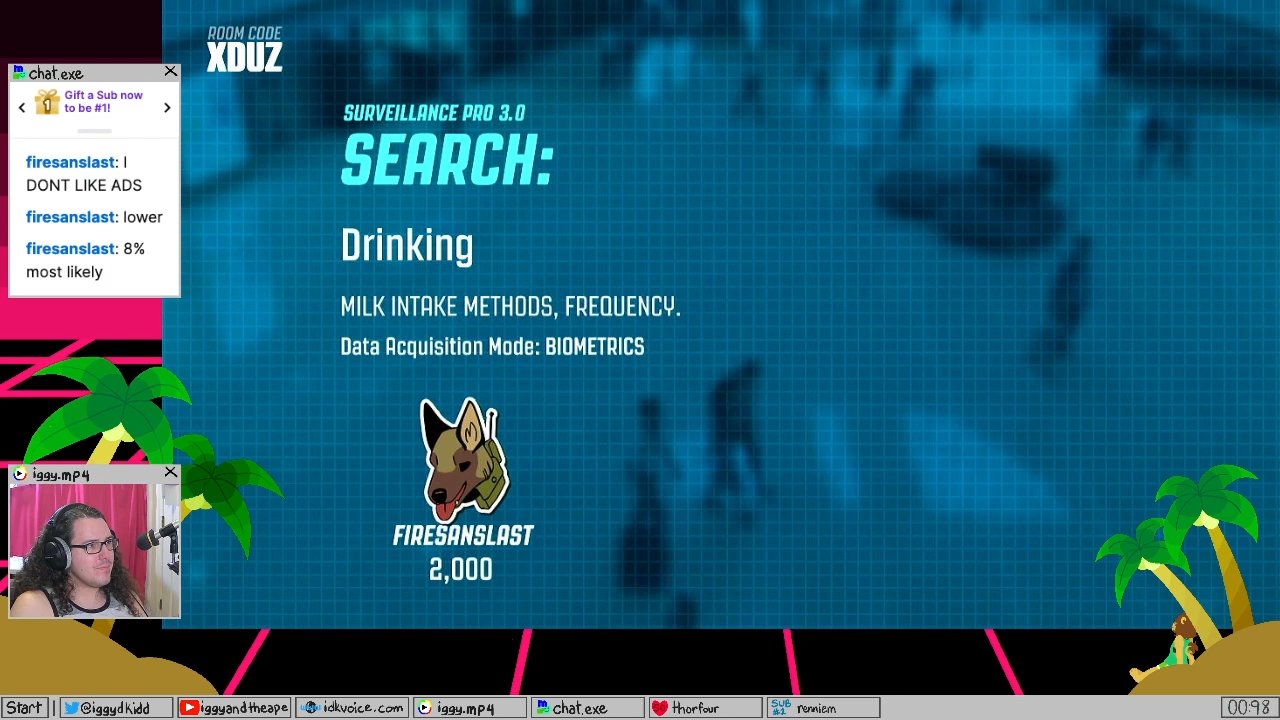 ROOM CODE
XDUZ
chat.exe
Gift a Sub now
to be #1!
1
firesanslast: I
DONT LIKE ADS
firesanslast: lower
firesanslast: 8%
most likely
SURVEILLANCE PRO 3.0
SEARCH:
Drinking
MILK INTAKE METHODS, FREQUENCY.
Data Acquisition Mode: BIOMETRICS
FIRESANSLAST
2,000
iggy.mp4
Start
@iggydkidd
iggyandtheape
idkvoice.com
iggy.mp4
chat.exe
thorfour
SUB
#1
renniem
00:98